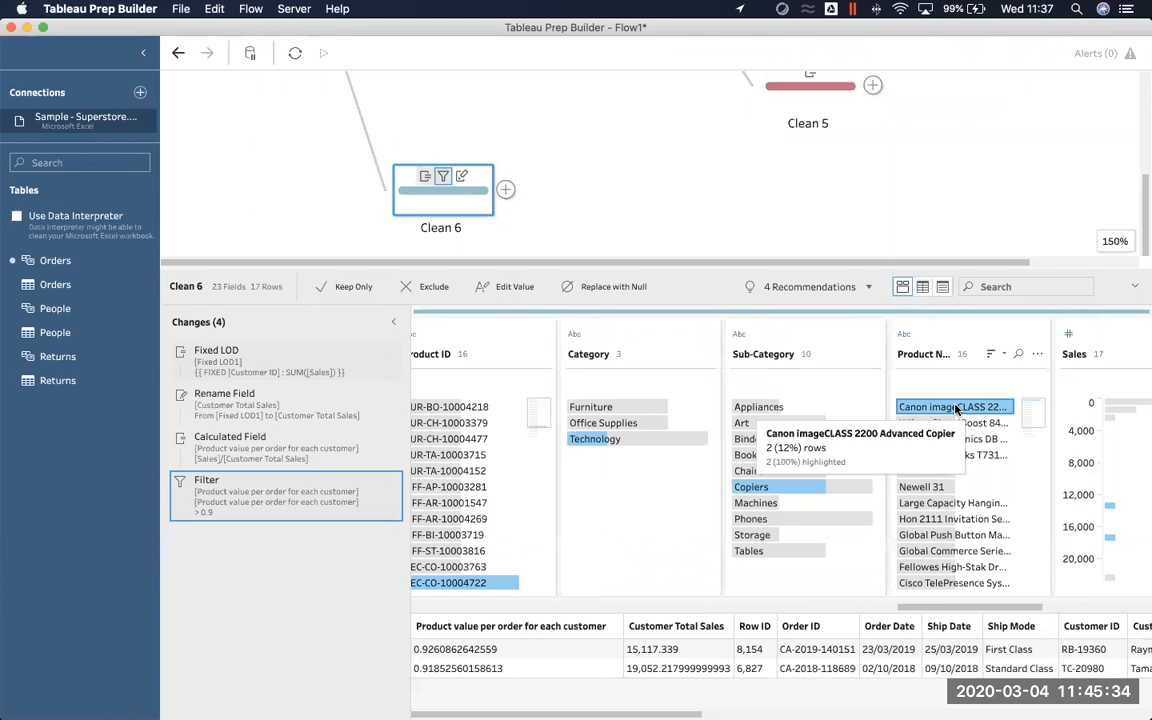 Tableau Prep Builder File Edit Flow Server Help 99% Wed 11:37
Tableau Prep Builder - Flow1*
Alerts (0)
Connections
Sample - Superstore....
Microsoft Excel
Search
Tables
Use Data Interpreter
Data Interpreter might be able to
clean your Microsoft Excel workbook.
Orders
Orders
People
People
Returns
Returns
Clean 5
Clean 6
150%
Clean 6 23 Fields 17 Rows Keep Only Exclude Edit Value Replace with Null 4 Recommendations Search
Changes (4)
Fixed LOD
[Fixed LOD1]
{{ FIXED [Customer ID] : SUM([Sales]) }}
Rename Field
[Customer Total Sales]
From [Fixed LOD1] to [Customer Total Sales]
Calculated Field
[Product value per order for each customer]
[Sales]/[Customer Total Sales]
Filter
[Product value per order for each customer]
[Product value per order for each customer]
> 0.9
bc Abc Abc Abc #
roduct ID 16 Category 3 Sub-Category 10 Product N... 16 Sales 17
UR-BO-10004218
UR-CH-10003379
UR-CH-10004477
UR-TA-10003715
UR-TA-10004152
FF-AP-10003281
FF-AR-10001547
FF-AR-10004269
FF-BI-10003719
FF-ST-10003816
EC-CO-10003763
EC-CO-10004722
Furniture
Office Supplies
Technology
Appliances
Art
Bind
Book
Chair
Copiers
Machines
Phones
Storage
Tables
Canon imageCLASS 22...
Boost 84...
onics DB ...
ks T731...
Newell 31
Large Capacity Hangin...
Hon 2111 Invitation Se...
Global Push Button Ma...
Global Commerce Serie...
Fellowes High-Stak Dr...
Cisco TelePresence Sys...
Canon imageCLASS 2200 Advanced Copier
2 (12%) rows
2 (100%) highlighted
0
4,000
8,000
12,000
16,000
20,000
Product value per order for each customer Customer Total Sales Row ID Order ID Order Date Ship Date Ship Mode Customer ID Cust
0.9260862642559 15,117.339 8,154 CA-2019-140151 23/03/2019 25/03/2019 First Class RB-19360 Raym
0.91852560158613 19,052.217999999993 6,827 CA-2018-118689 02/10/2018 09/10/2018 Standard Class TC-20980 Tama
2020-03-04 11:45:34